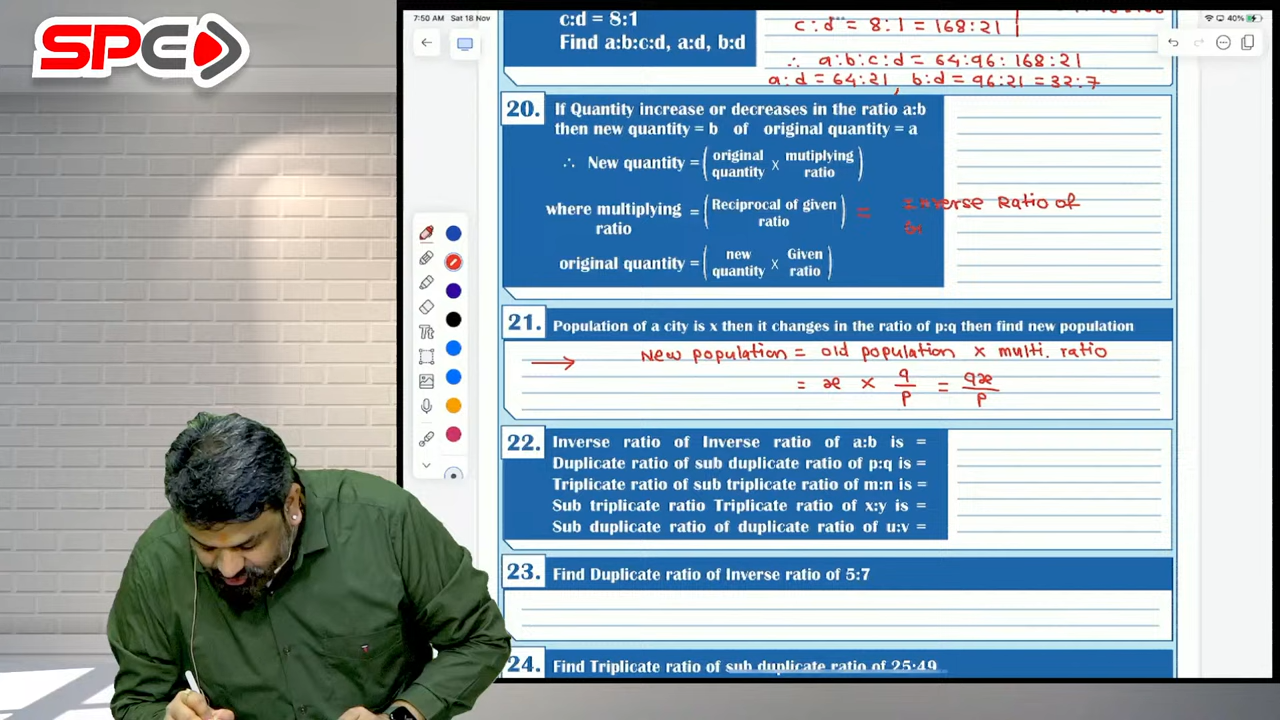 SPC
7:50 AM Sat 18 Nov
40%
c:d = 8:1
Find a:b:c:d, a:d, b:d
c:d = 8:1 = 168:21
∴ a:b:c:d = 64:96:168:21
a:d = 64:21, b:d = 96:21 = 32:7
20. If Quantity increase or decreases in the ratio a:b
then new quantity = b of original quantity = a
∴ New quantity = (original quantity × mutiplying ratio)
where multiplying ratio = (Reciprocal of given ratio) = Inverse Ratio of
original quantity = (new quantity × Given ratio)
21. Population of a city is x then it changes in the ratio of p:q then find new population
→ New population = old population × multi. ratio
= x × q/p = qx/p
22. Inverse ratio of Inverse ratio of a:b is =
Duplicate ratio of sub duplicate ratio of p:q is =
Triplicate ratio of sub triplicate ratio of m:n is =
Sub triplicate ratio Triplicate ratio of x:y is =
Sub duplicate ratio of duplicate ratio of u:v =
23. Find Duplicate ratio of Inverse ratio of 5:7
24. Find Triplicate ratio of sub duplicate ratio of 25:49